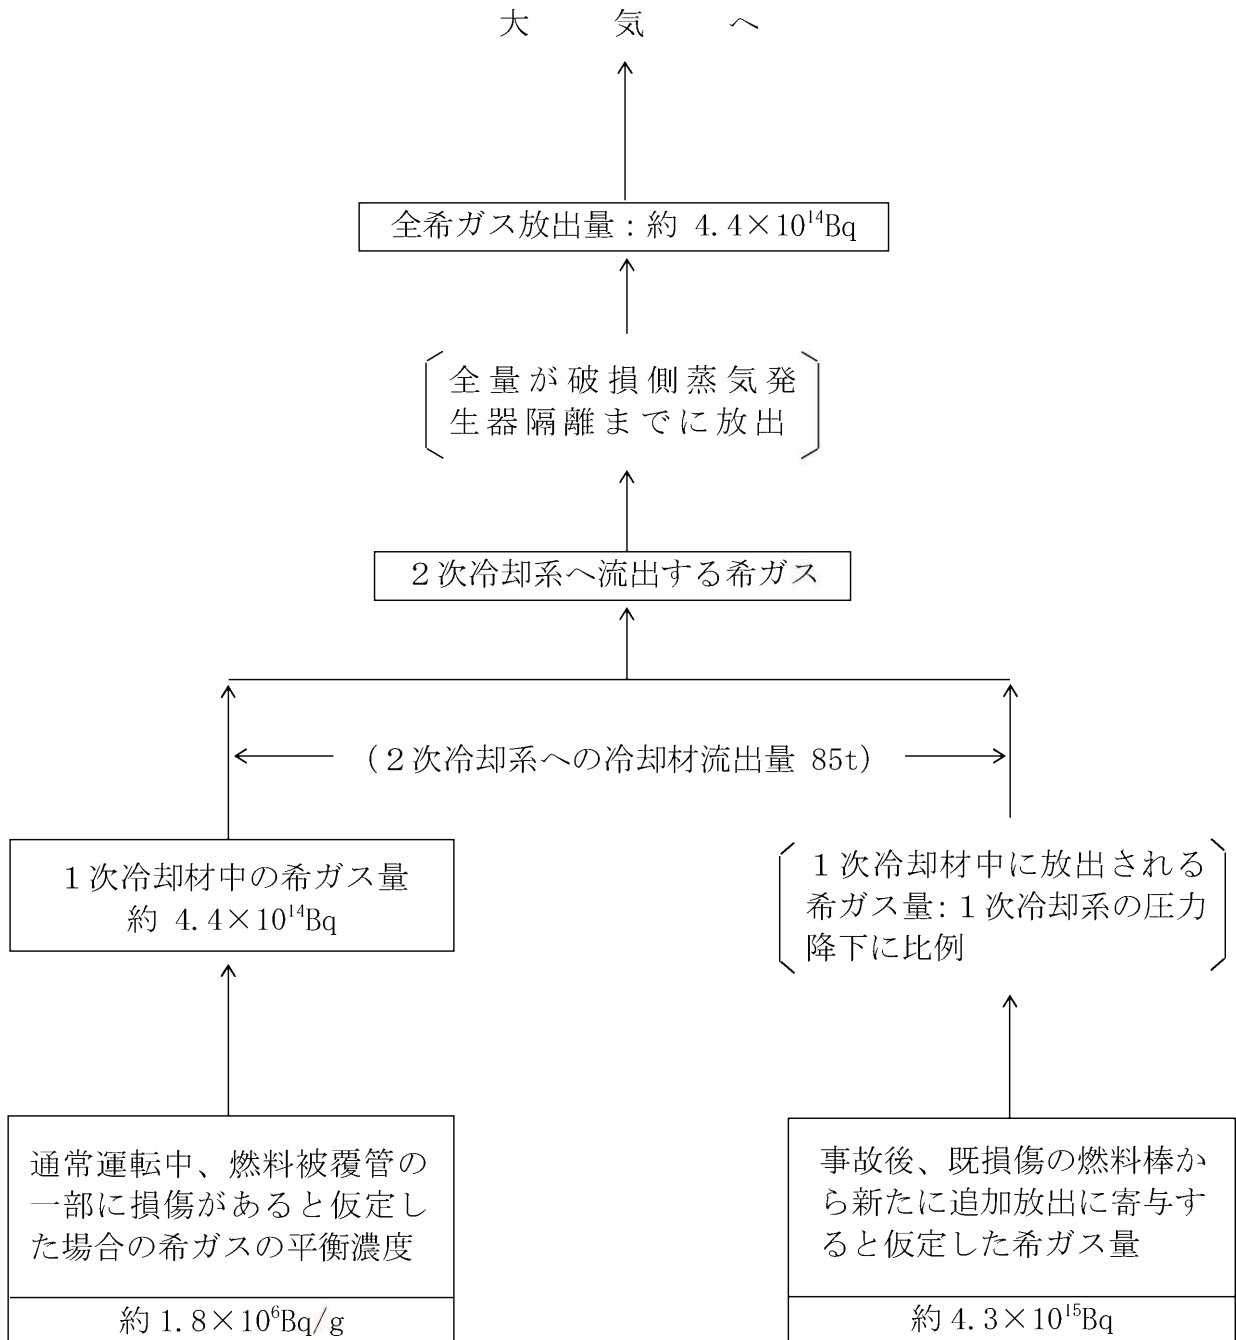 大気へ
全希ガス放出量：約 4.4×10¹⁴Bq
全量が破損側蒸気発
生器隔離までに放出
２次冷却系へ流出する希ガス
（２次冷却系への冷却材流出量 85t）
１次冷却材中の希ガス量
約 4.4×10¹⁴Bq
１次冷却材中に放出される
希ガス量：１次冷却系の圧力
降下に比例
通常運転中、燃料被覆管の
一部に損傷があると仮定し
た場合の希ガスの平衡濃度
約 1.8×10⁶Bq/g
事故後、既損傷の燃料棒か
ら新たに追加放出に寄与す
ると仮定した希ガス量
約 4.3×10¹⁵Bq